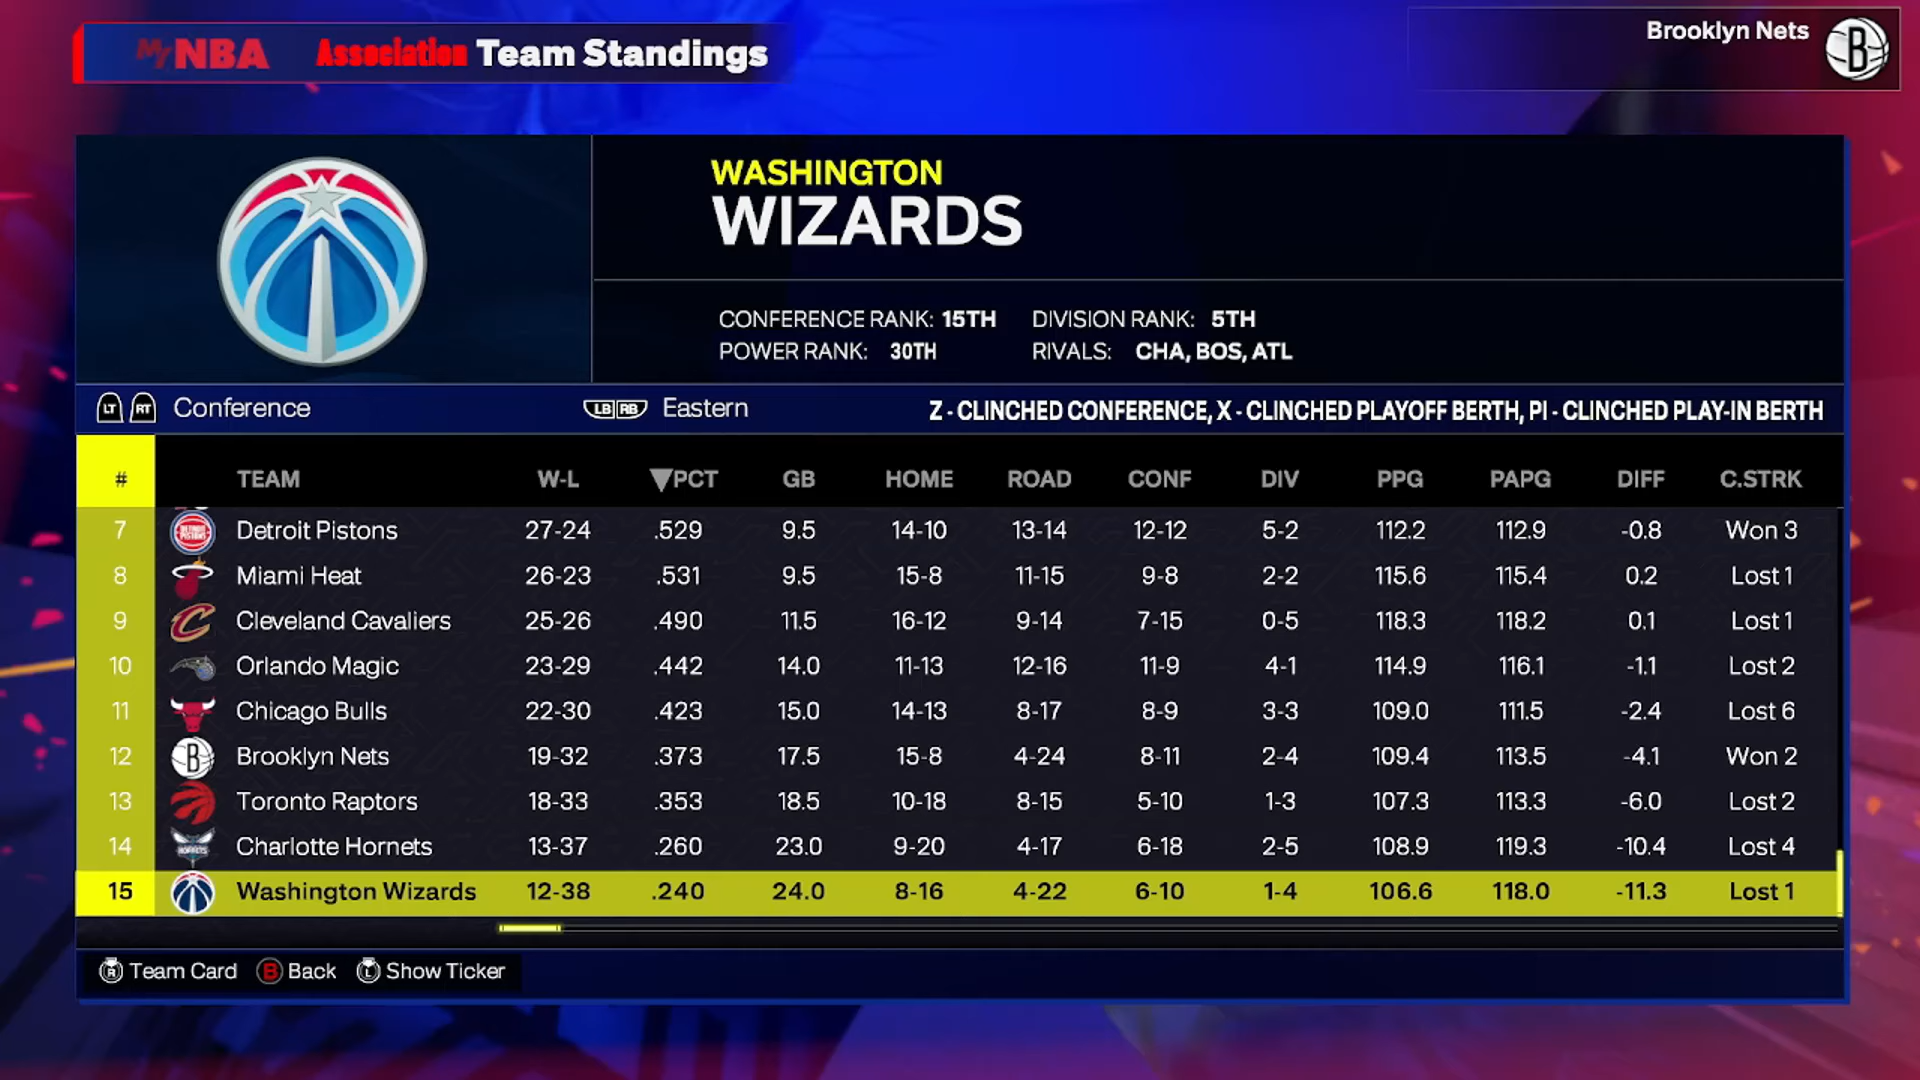 My NBA Association Team Standings
Brooklyn Nets
B
WASHINGTON
WIZARDS
CONFERENCE RANK: 15TH DIVISION RANK: 5TH
POWER RANK: 30TH RIVALS: CHA, BOS, ATL
LT RT Conference LB RB Eastern Z - CLINCHED CONFERENCE, X - CLINCHED PLAYOFF BERTH, PI - CLINCHED PLAY-IN BERTH
# TEAM W-L ▼PCT GB HOME ROAD CONF DIV PPG PAPG DIFF C.STRK
7 Detroit Pistons 27-24 .529 9.5 14-10 13-14 12-12 5-2 112.2 112.9 -0.8 Won 3
8 Miami Heat 26-23 .531 9.5 15-8 11-15 9-8 2-2 115.6 115.4 0.2 Lost 1
9 Cleveland Cavaliers 25-26 .490 11.5 16-12 9-14 7-15 0-5 118.3 118.2 0.1 Lost 1
10 Orlando Magic 23-29 .442 14.0 11-13 12-16 11-9 4-1 114.9 116.1 -1.1 Lost 2
11 Chicago Bulls 22-30 .423 15.0 14-13 8-17 8-9 3-3 109.0 111.5 -2.4 Lost 6
12 Brooklyn Nets 19-32 .373 17.5 15-8 4-24 8-11 2-4 109.4 113.5 -4.1 Won 2
13 Toronto Raptors 18-33 .353 18.5 10-18 8-15 5-10 1-3 107.3 113.3 -6.0 Lost 2
14 Charlotte Hornets 13-37 .260 23.0 9-20 4-17 6-18 2-5 108.9 119.3 -10.4 Lost 4
15 Washington Wizards 12-38 .240 24.0 8-16 4-22 6-10 1-4 106.6 118.0 -11.3 Lost 1
R Team Card B Back L Show Ticker